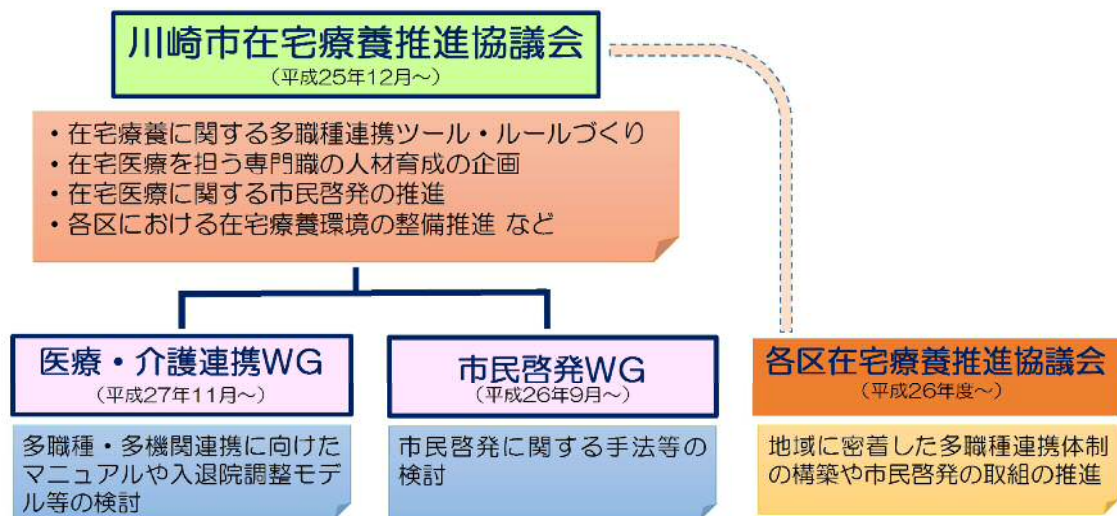 川崎市在宅療養推進協議会
（平成25年12月～）
・在宅療養に関する多職種連携ツール・ルールづくり
・在宅医療を担う専門職の人材育成の企画
・在宅医療に関する市民啓発の推進
・各区における在宅療養環境の整備推進 など
医療・介護連携WG
（平成27年11月～）
多職種・多機関連携に向けた
マニュアルや入退院調整モデ
ル等の検討
市民啓発WG
（平成26年9月～）
市民啓発に関する手法等の
検討
各区在宅療養推進協議会
（平成26年度～）
地域に密着した多職種連携体制
の構築や市民啓発の取組の推進